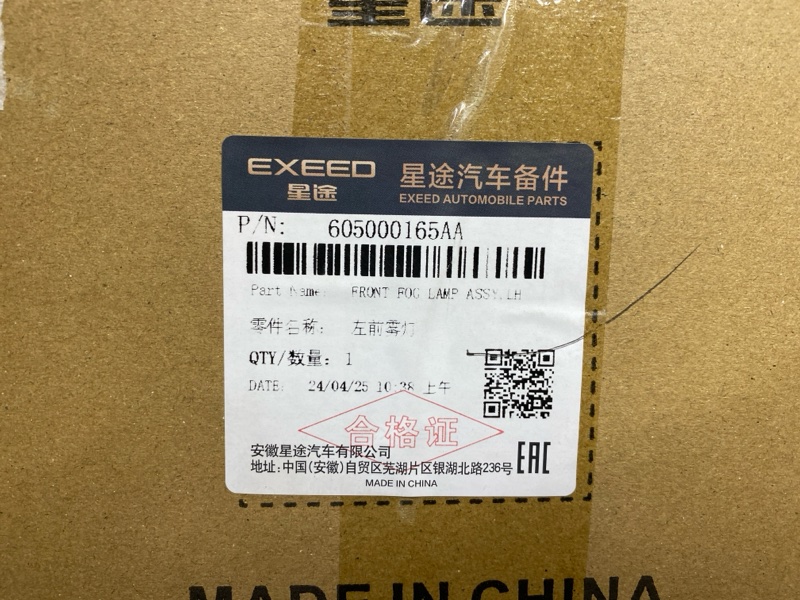 星途
EXEED
星途
星途汽车备件
EXEED AUTOMOBILE PARTS
P/N: 605000165AA
Part Name: FRONT FOG LAMP ASSY,LH
零件名称: 左前雾灯
QTY/数量: 1
DATE: 24/04/25 10:38 上午
合格证
安徽星途汽车有限公司
地址:中国(安徽)自贸区芜湖片区银湖北路236号
EAC
MADE IN CHINA
MADE IN CHINA